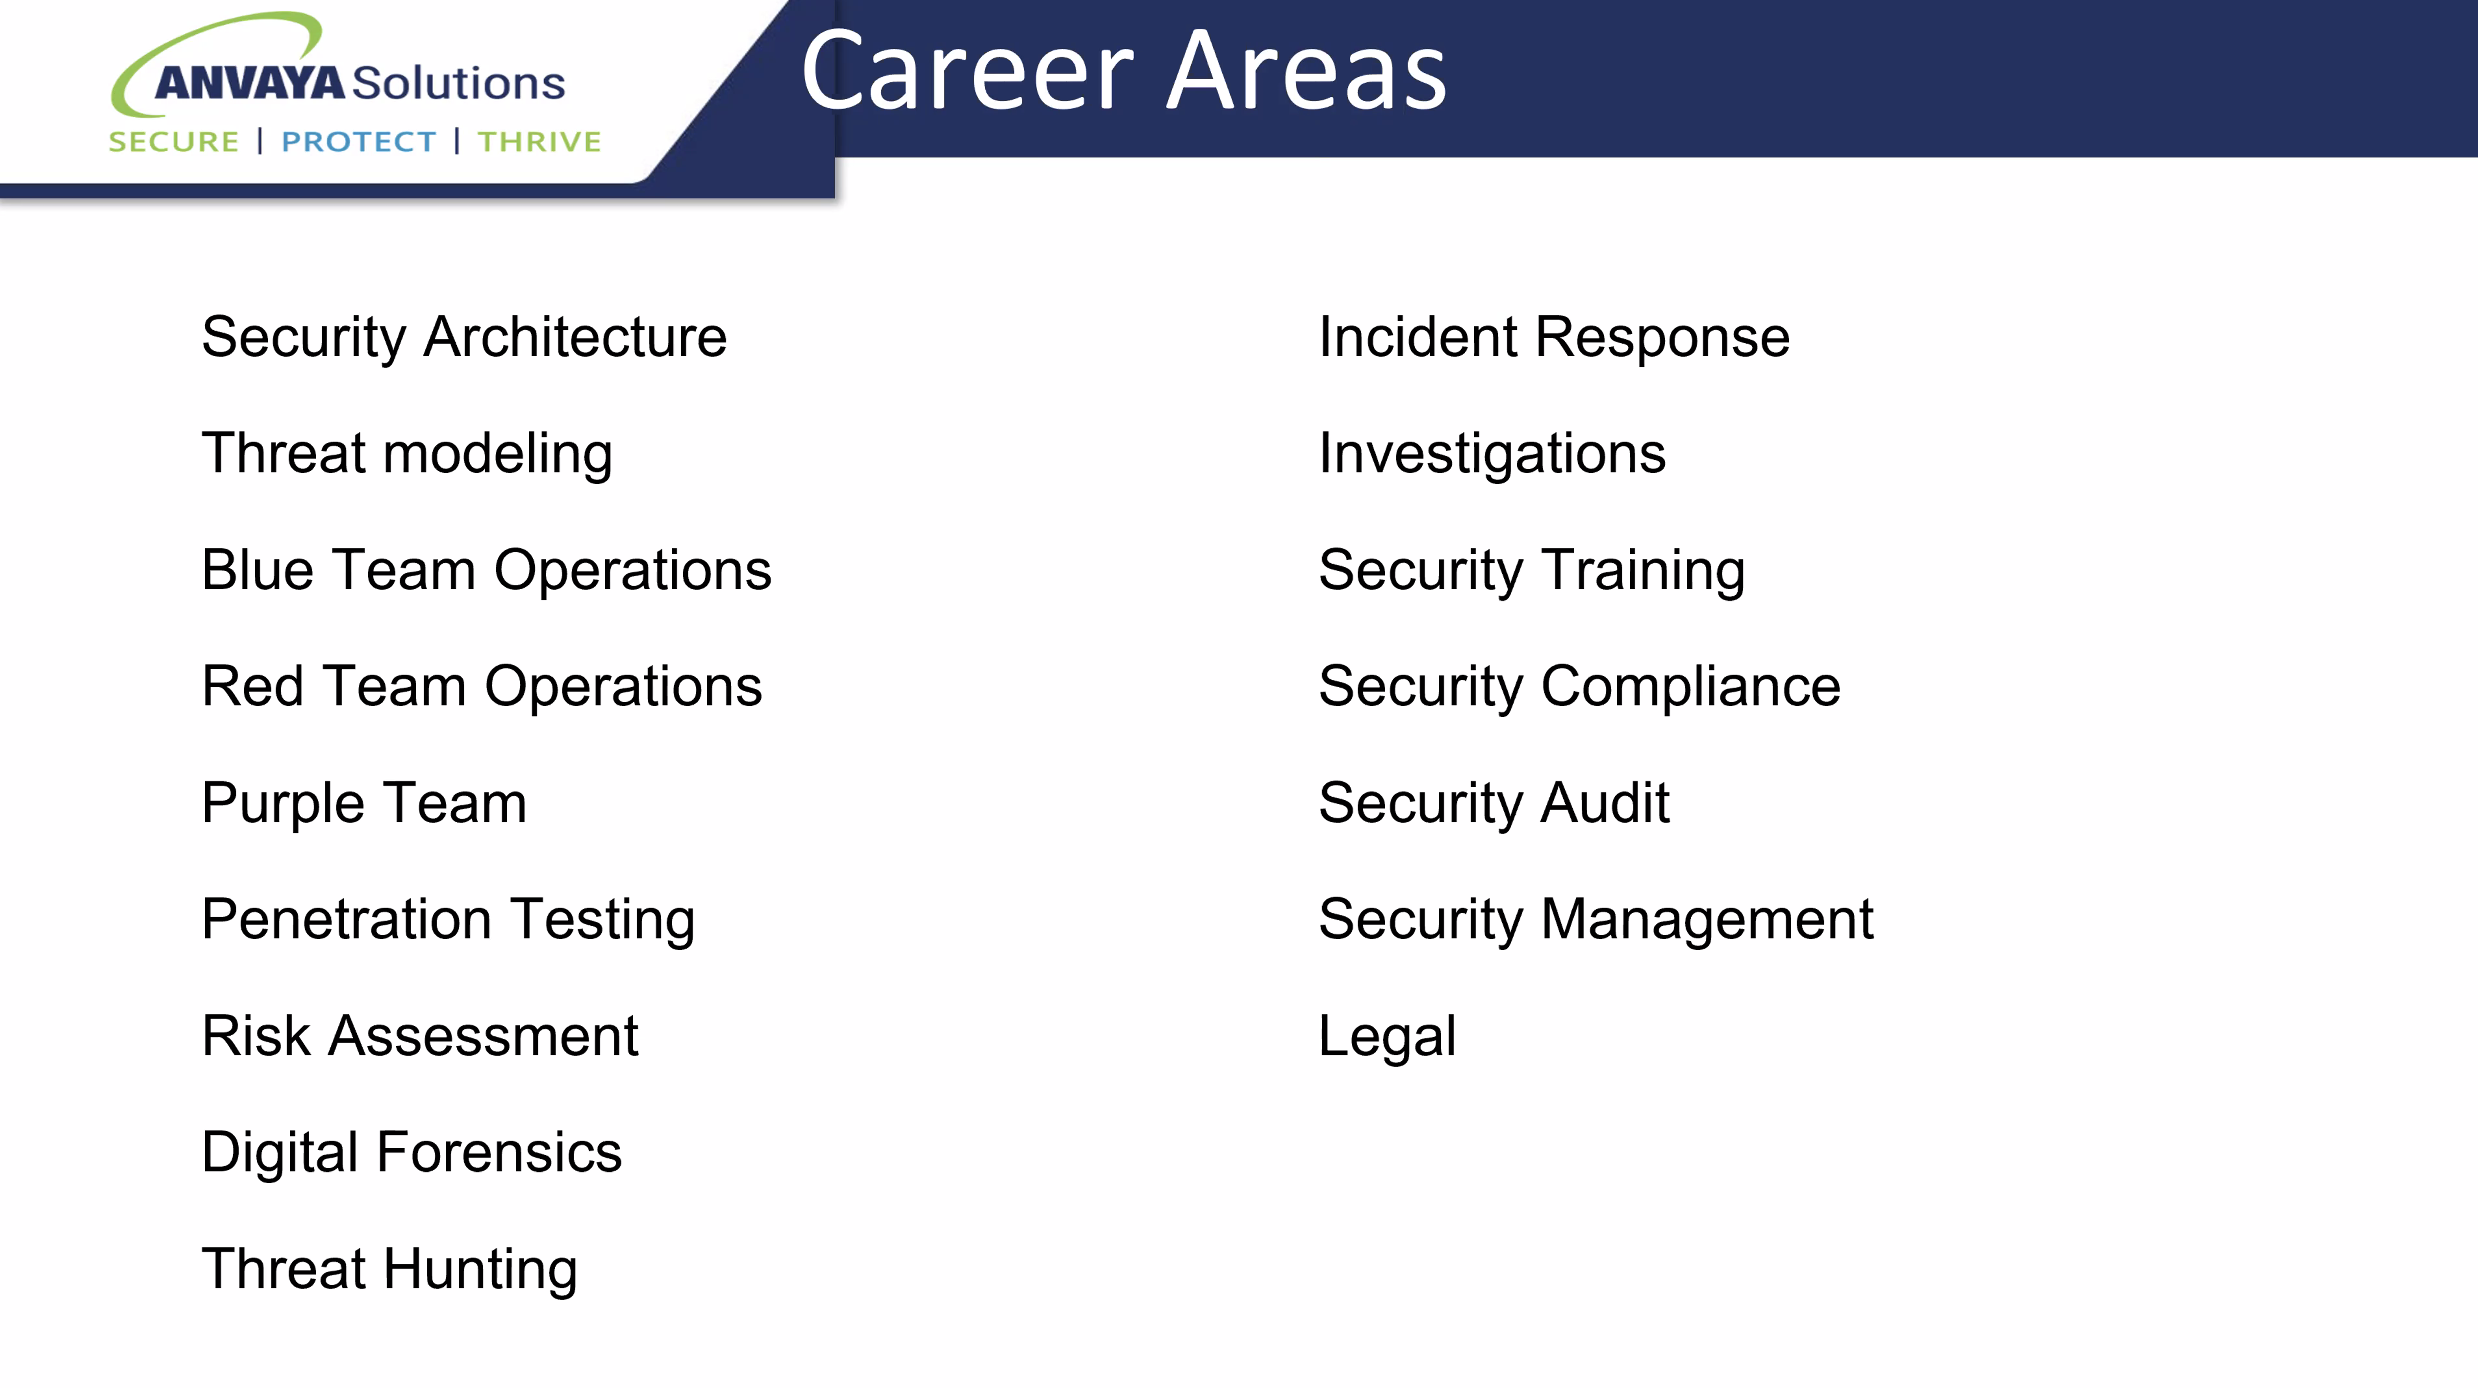 ANVAYA Solutions
SECURE | PROTECT | THRIVE
Career Areas
Security Architecture
Threat modeling
Blue Team Operations
Red Team Operations
Purple Team
Penetration Testing
Risk Assessment
Digital Forensics
Threat Hunting
Incident Response
Investigations
Security Training
Security Compliance
Security Audit
Security Management
Legal